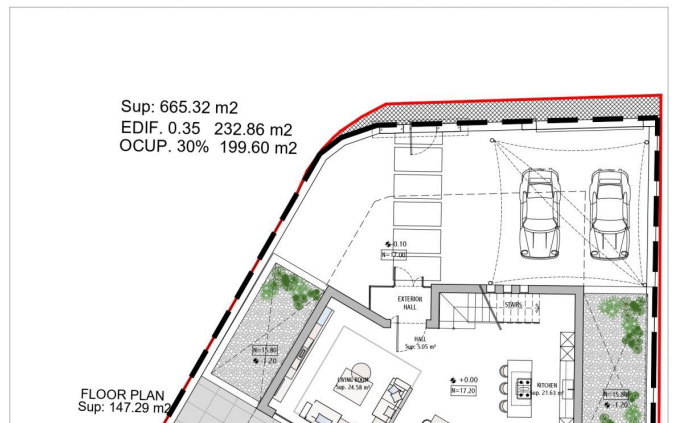 Sup: 665.32 m2
EDIF. 0.35 232.86 m2
OCUP. 30% 199.60 m2
-0.10
N=17.00
EXTERIOR
HALL
STAIRS
HALL
Sup: 5.05 m²
N=15.80
-1.20
LIVING ROOM
Sup. 24.58 m²
+0.00
N=17.20
KITCHEN
Sup. 21.63 m²
N=15.80
-1.20
FLOOR PLAN
Sup: 147.29 m2